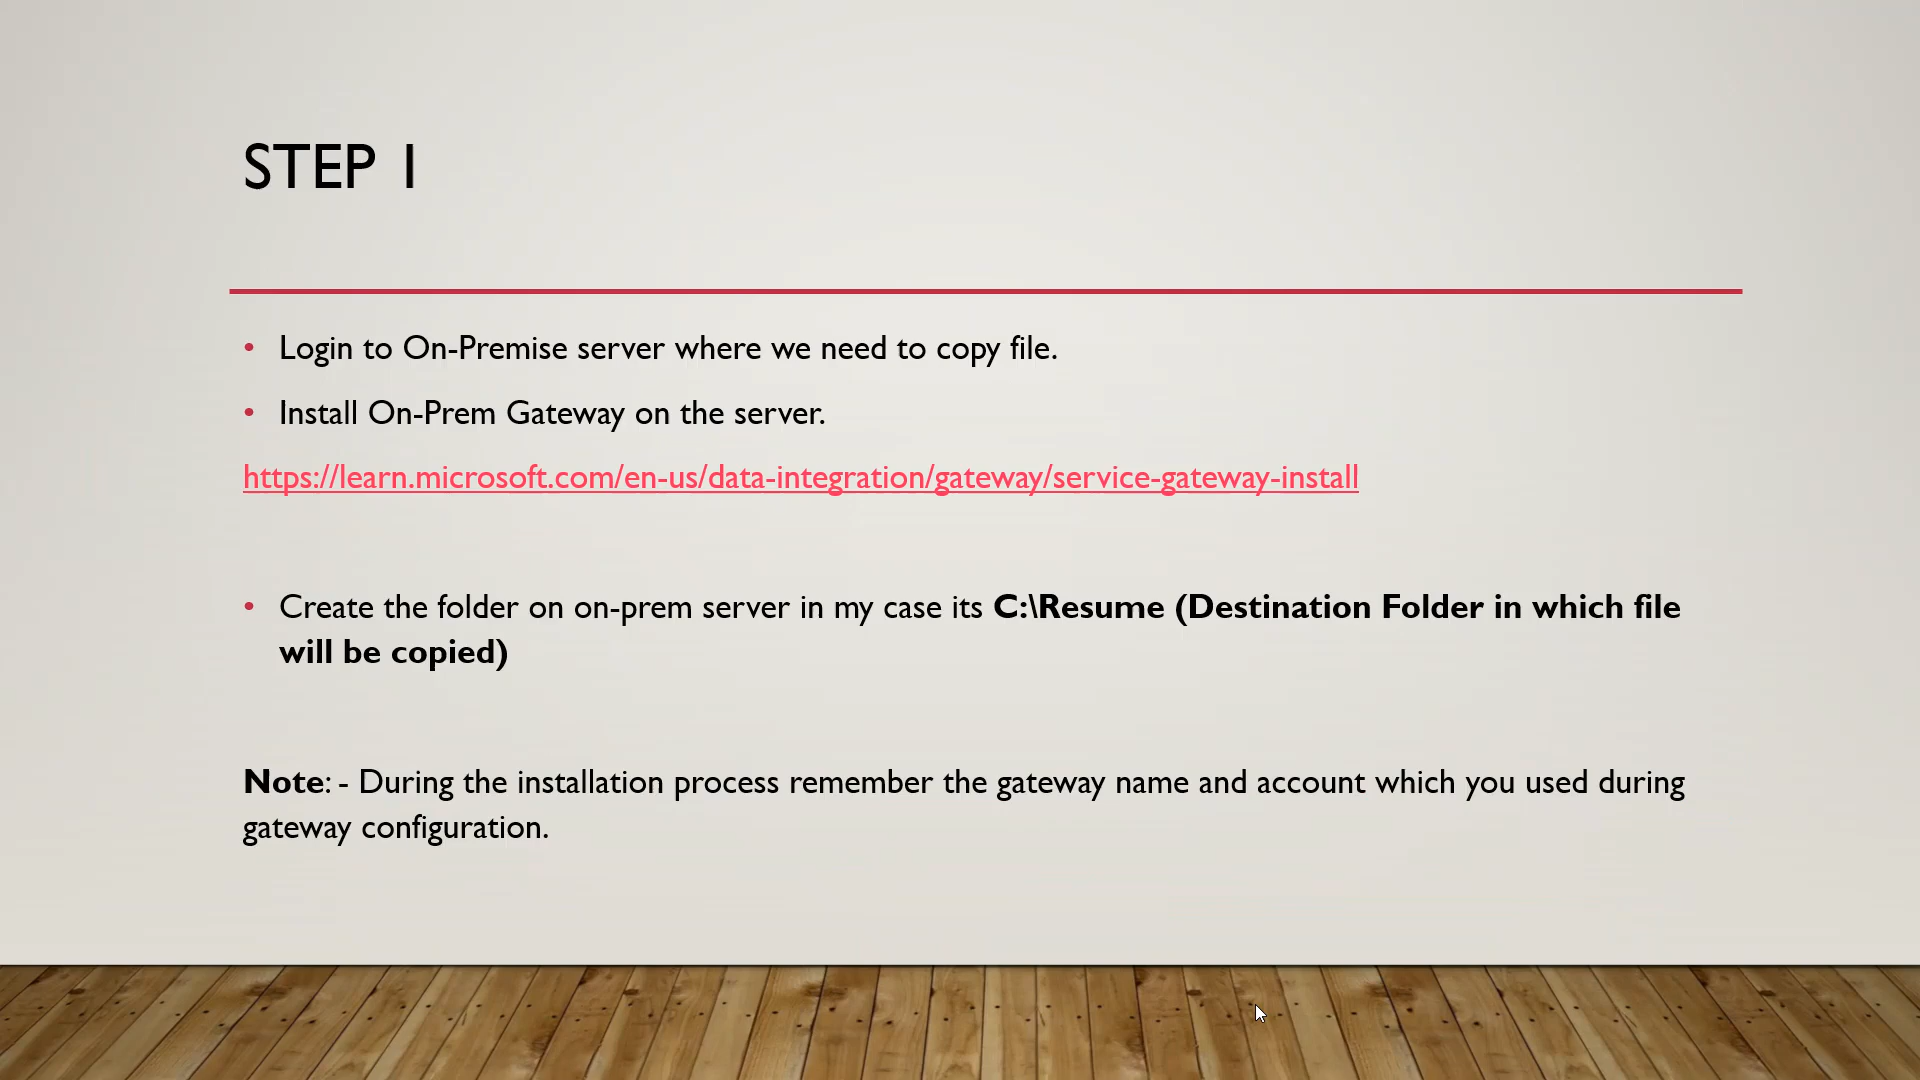 STEP 1
• Login to On-Premise server where we need to copy file.
• Install On-Prem Gateway on the server.
https://learn.microsoft.com/en-us/data-integration/gateway/service-gateway-install
• Create the folder on on-prem server in my case its C:\Resume (Destination Folder in which file
will be copied)
Note: - During the installation process remember the gateway name and account which you used during
gateway configuration.